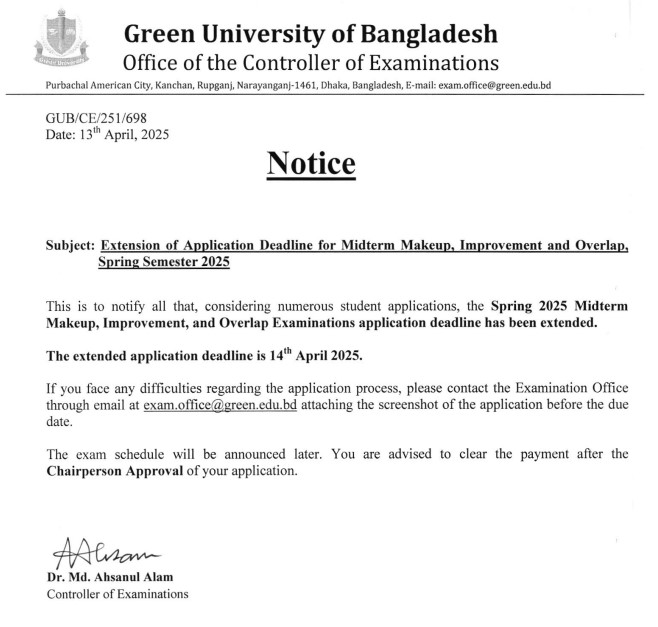 Green University
Green University of Bangladesh
Office of the Controller of Examinations
Purbachal American City, Kanchan, Rupganj, Narayanganj-1461, Dhaka, Bangladesh, E-mail: exam.office@green.edu.bd
GUB/CE/251/698
Date: 13th April, 2025
Notice
Subject: Extension of Application Deadline for Midterm Makeup, Improvement and Overlap,
Spring Semester 2025
This is to notify all that, considering numerous student applications, the Spring 2025 Midterm
Makeup, Improvement, and Overlap Examinations application deadline has been extended.
The extended application deadline is 14th April 2025.
If you face any difficulties regarding the application process, please contact the Examination Office
through email at exam.office@green.edu.bd attaching the screenshot of the application before the due
date.
The exam schedule will be announced later. You are advised to clear the payment after the
Chairperson Approval of your application.
AAhsam
Dr. Md. Ahsanul Alam
Controller of Examinations